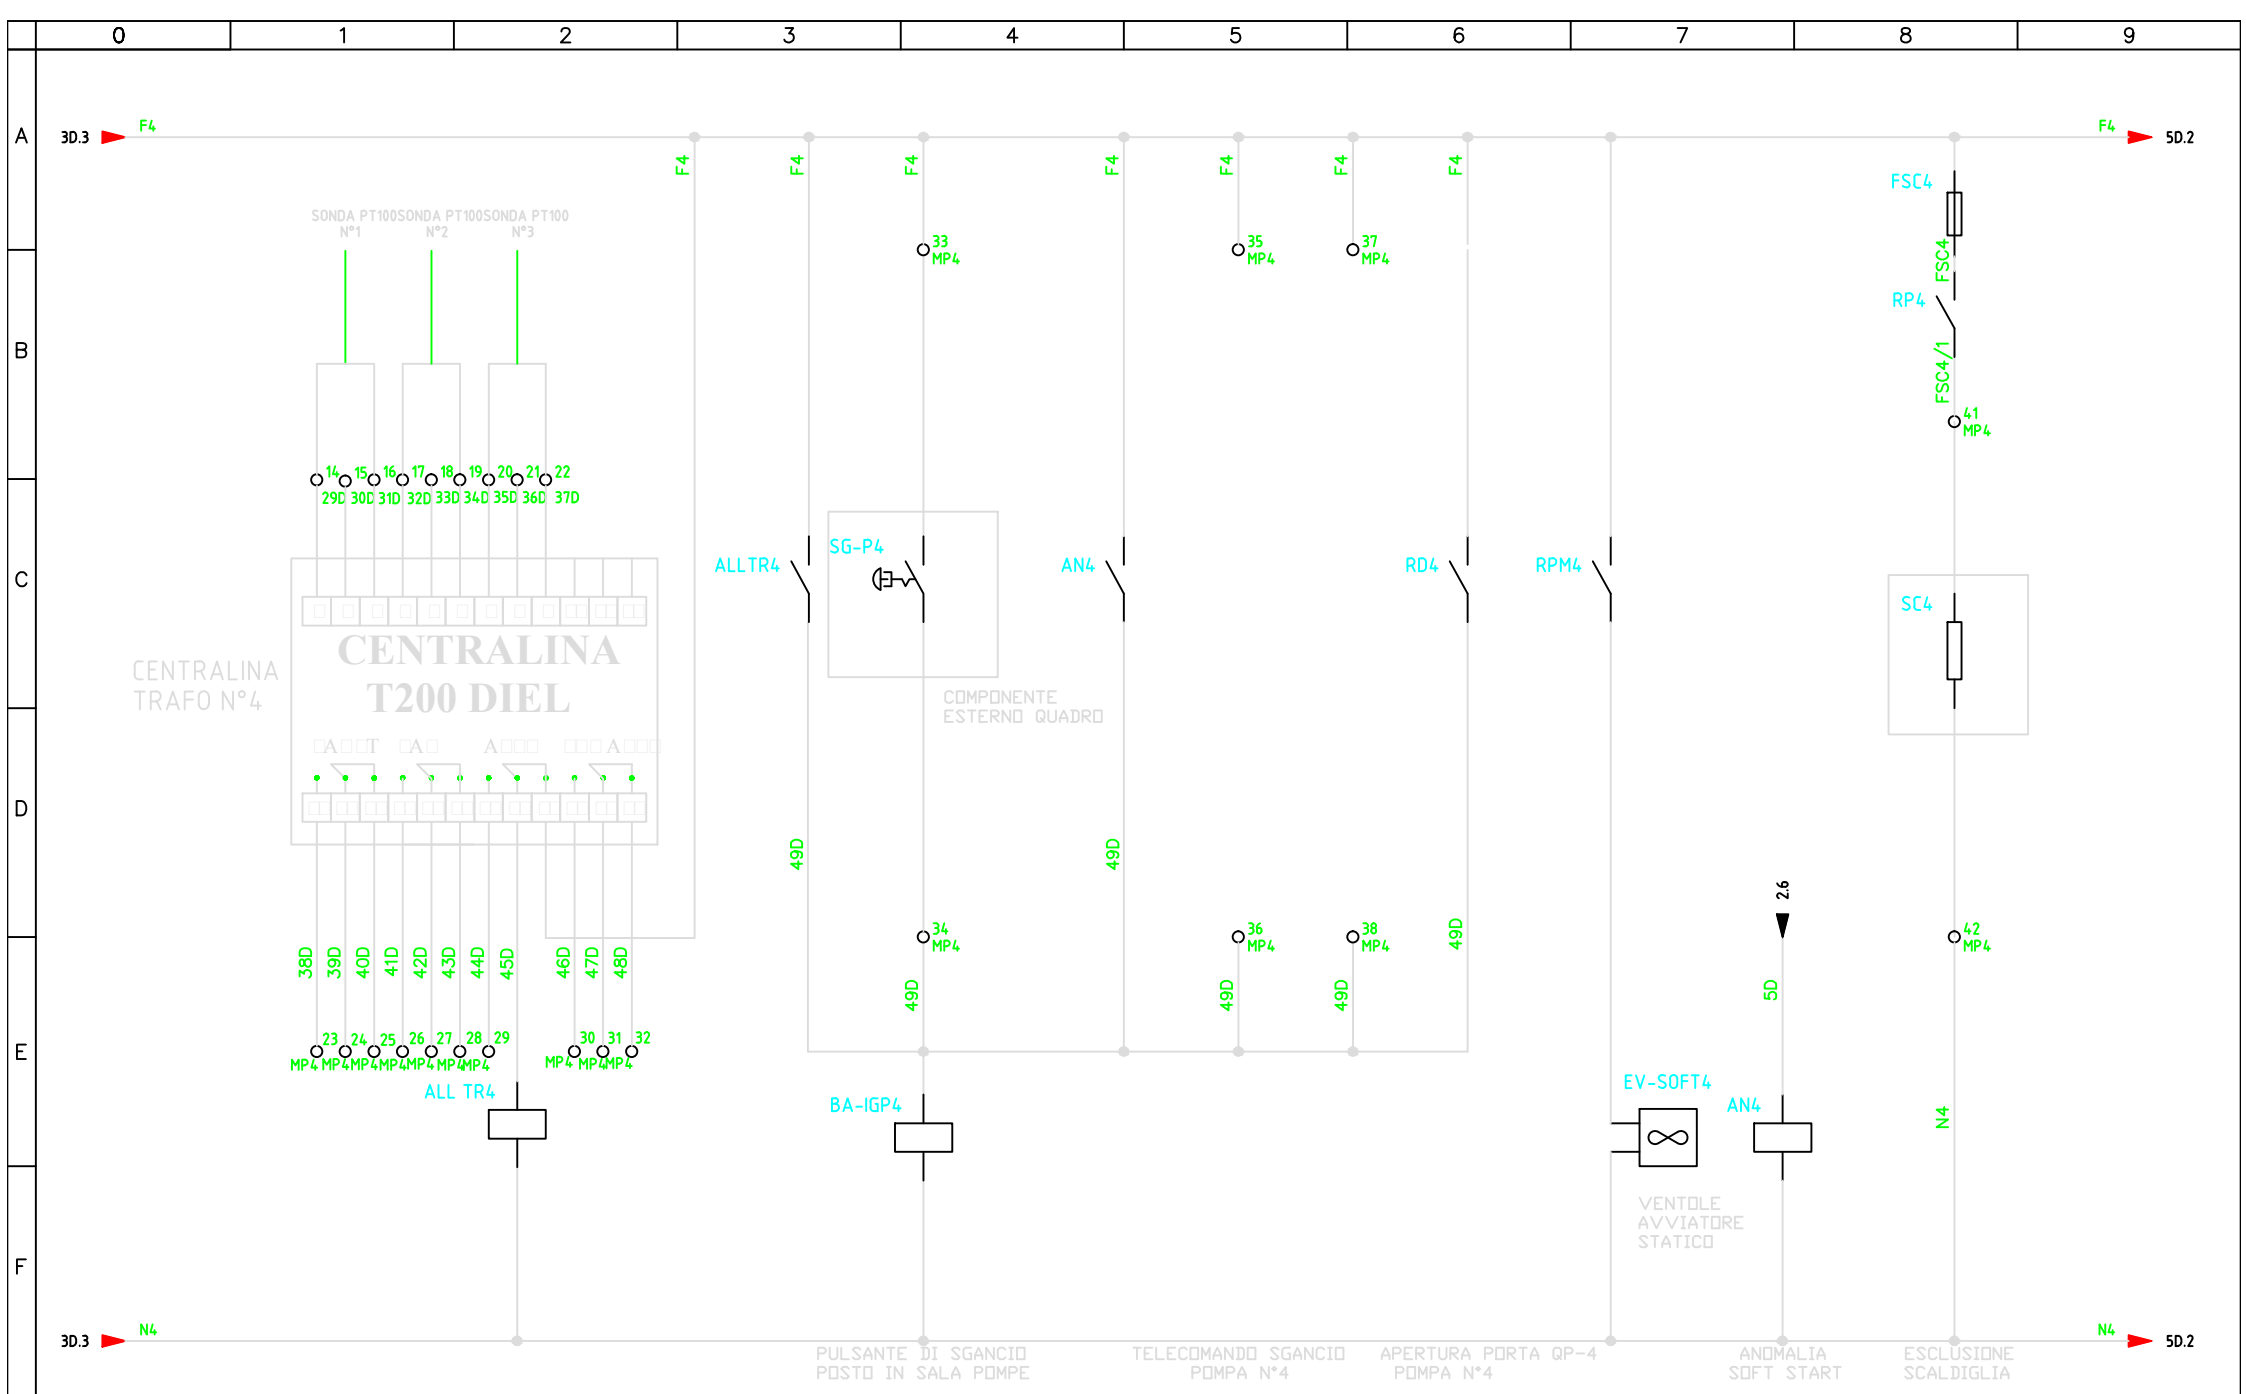 0 1 2 3 4 5 6 7 8 9
A
B
C
D
E
F
3D.3 F4
F4 5D.2
F4 F4 F4 F4 F4 F4 F4
SONDA PT100 SONDA PT100 SONDA PT100
N°1 N°2 N°3
33
MP4
35
MP4
37
MP4
FSC4
FSC4
RP4
FSC4/1
41
MP4
14 15 16 17 18 19 20 21 22
29D 30D 31D 32D 33D 34D 35D 36D 37D
ALLTR4
SG-P4
AN4
RD4
RPM4
SC4
CENTRALINA
TRAFO N°4
CENTRALINA
T200 DIEL
COMPONENTE
ESTERNO QUADRO
49D
49D
49D
2.6
34
MP4
36
MP4
38
MP4
42
MP4
38D 39D 40D 41D 42D 43D 44D 45D 46D 47D 48D
49D
49D
49D
5D
23 24 25 26 27 28 29 30 31 32
MP4 MP4 MP4 MP4 MP4 MP4 MP4 MP4 MP4 MP4
ALL TR4
BA-IGP4
EV-SOFT4
AN4
N4
VENTOLE
AVVIATORE
STATICO
3D.3 N4
N4 5D.2
PULSANTE DI SGANCIO
POSTO IN SALA POMPE
TELECOMANDO SGANCIO
POMPA N°4
APERTURA PORTA QP-4
POMPA N°4
ANOMALIA
SOFT START
ESCLUSIONE
SCALDIGLIA